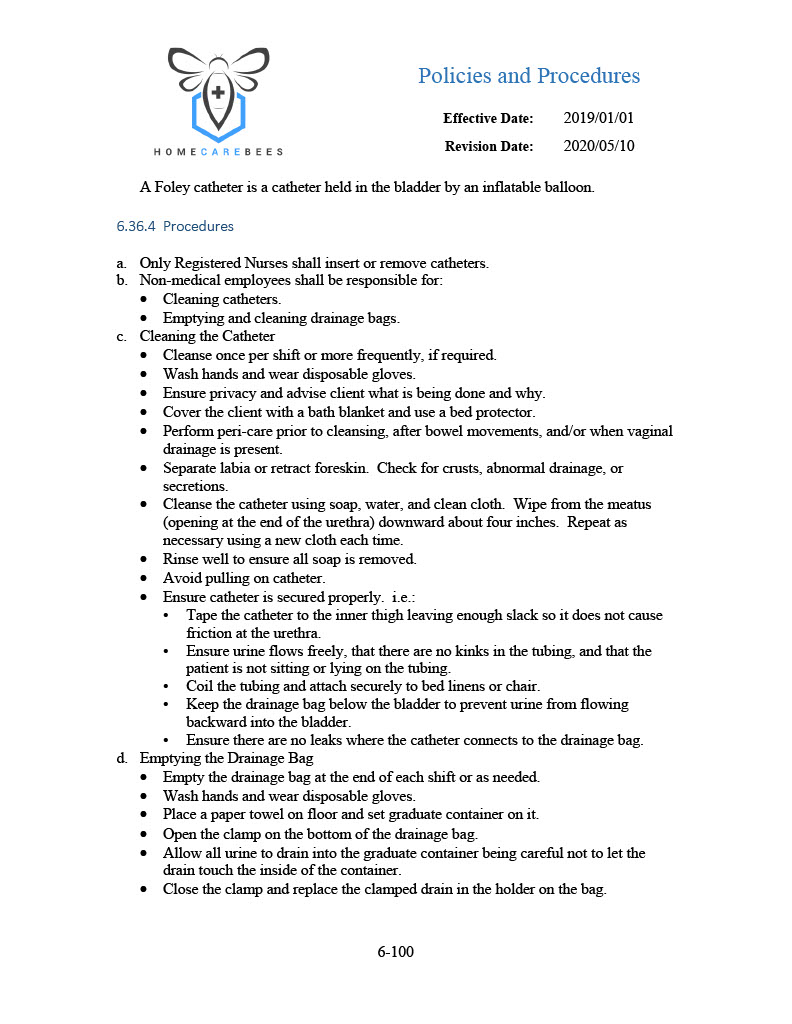 Policies and Procedures
Effective Date: 2019/01/01
Revision Date: 2020/05/10
HOMECAREBEES
A Foley catheter is a catheter held in the bladder by an inflatable balloon.
6.36.4 Procedures
a. Only Registered Nurses shall insert or remove catheters.
b. Non-medical employees shall be responsible for:
• Cleaning catheters.
• Emptying and cleaning drainage bags.
c. Cleaning the Catheter
• Cleanse once per shift or more frequently, if required.
• Wash hands and wear disposable gloves.
• Ensure privacy and advise client what is being done and why.
• Cover the client with a bath blanket and use a bed protector.
• Perform peri-care prior to cleansing, after bowel movements, and/or when vaginal
drainage is present.
• Separate labia or retract foreskin. Check for crusts, abnormal drainage, or
secretions.
• Cleanse the catheter using soap, water, and clean cloth. Wipe from the meatus
(opening at the end of the urethra) downward about four inches. Repeat as
necessary using a new cloth each time.
• Rinse well to ensure all soap is removed.
• Avoid pulling on catheter.
• Ensure catheter is secured properly. i.e.:
• Tape the catheter to the inner thigh leaving enough slack so it does not cause
friction at the urethra.
• Ensure urine flows freely, that there are no kinks in the tubing, and that the
patient is not sitting or lying on the tubing.
• Coil the tubing and attach securely to bed linens or chair.
• Keep the drainage bag below the bladder to prevent urine from flowing
backward into the bladder.
• Ensure there are no leaks where the catheter connects to the drainage bag.
d. Emptying the Drainage Bag
• Empty the drainage bag at the end of each shift or as needed.
• Wash hands and wear disposable gloves.
• Place a paper towel on floor and set graduate container on it.
• Open the clamp on the bottom of the drainage bag.
• Allow all urine to drain into the graduate container being careful not to let the
drain touch the inside of the container.
• Close the clamp and replace the clamped drain in the holder on the bag.
6-100